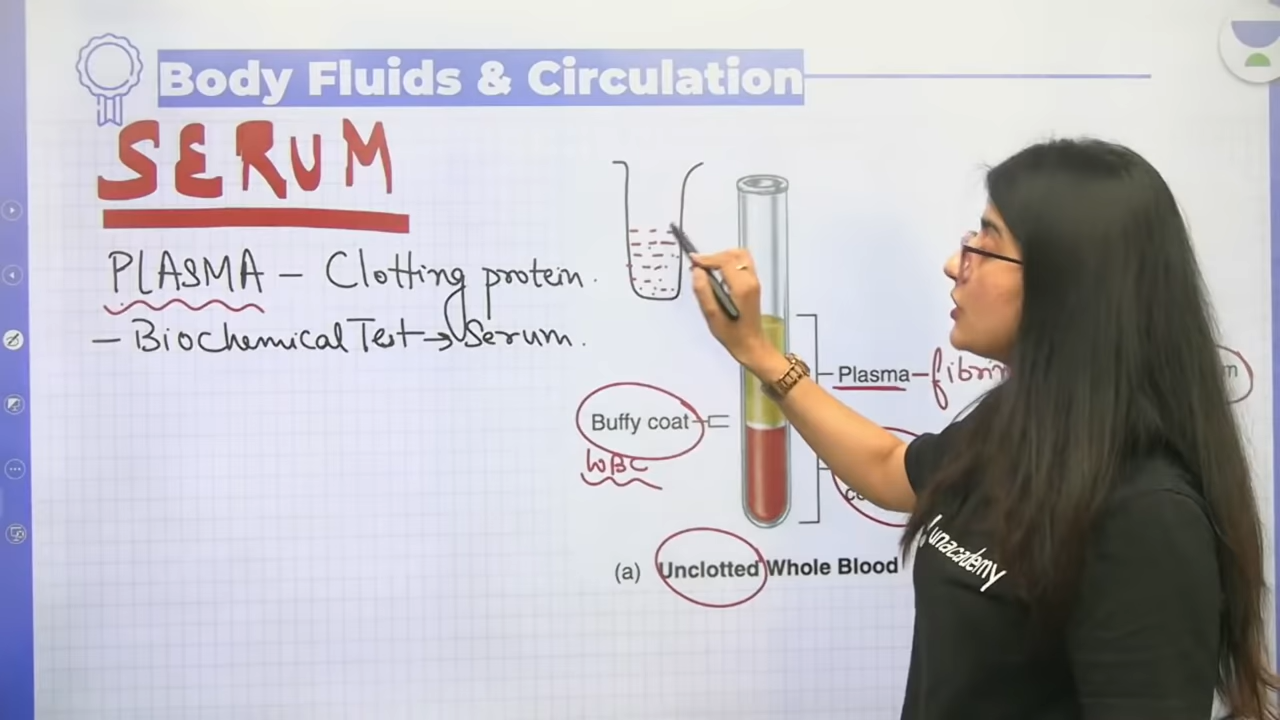 Body Fluids & Circulation
SERUM
PLASMA – Clotting protein.
– Biochemical Test → Serum.
Plasma –
Buffy coat
WBC
(a) Unclotted Whole Blood
unacademy